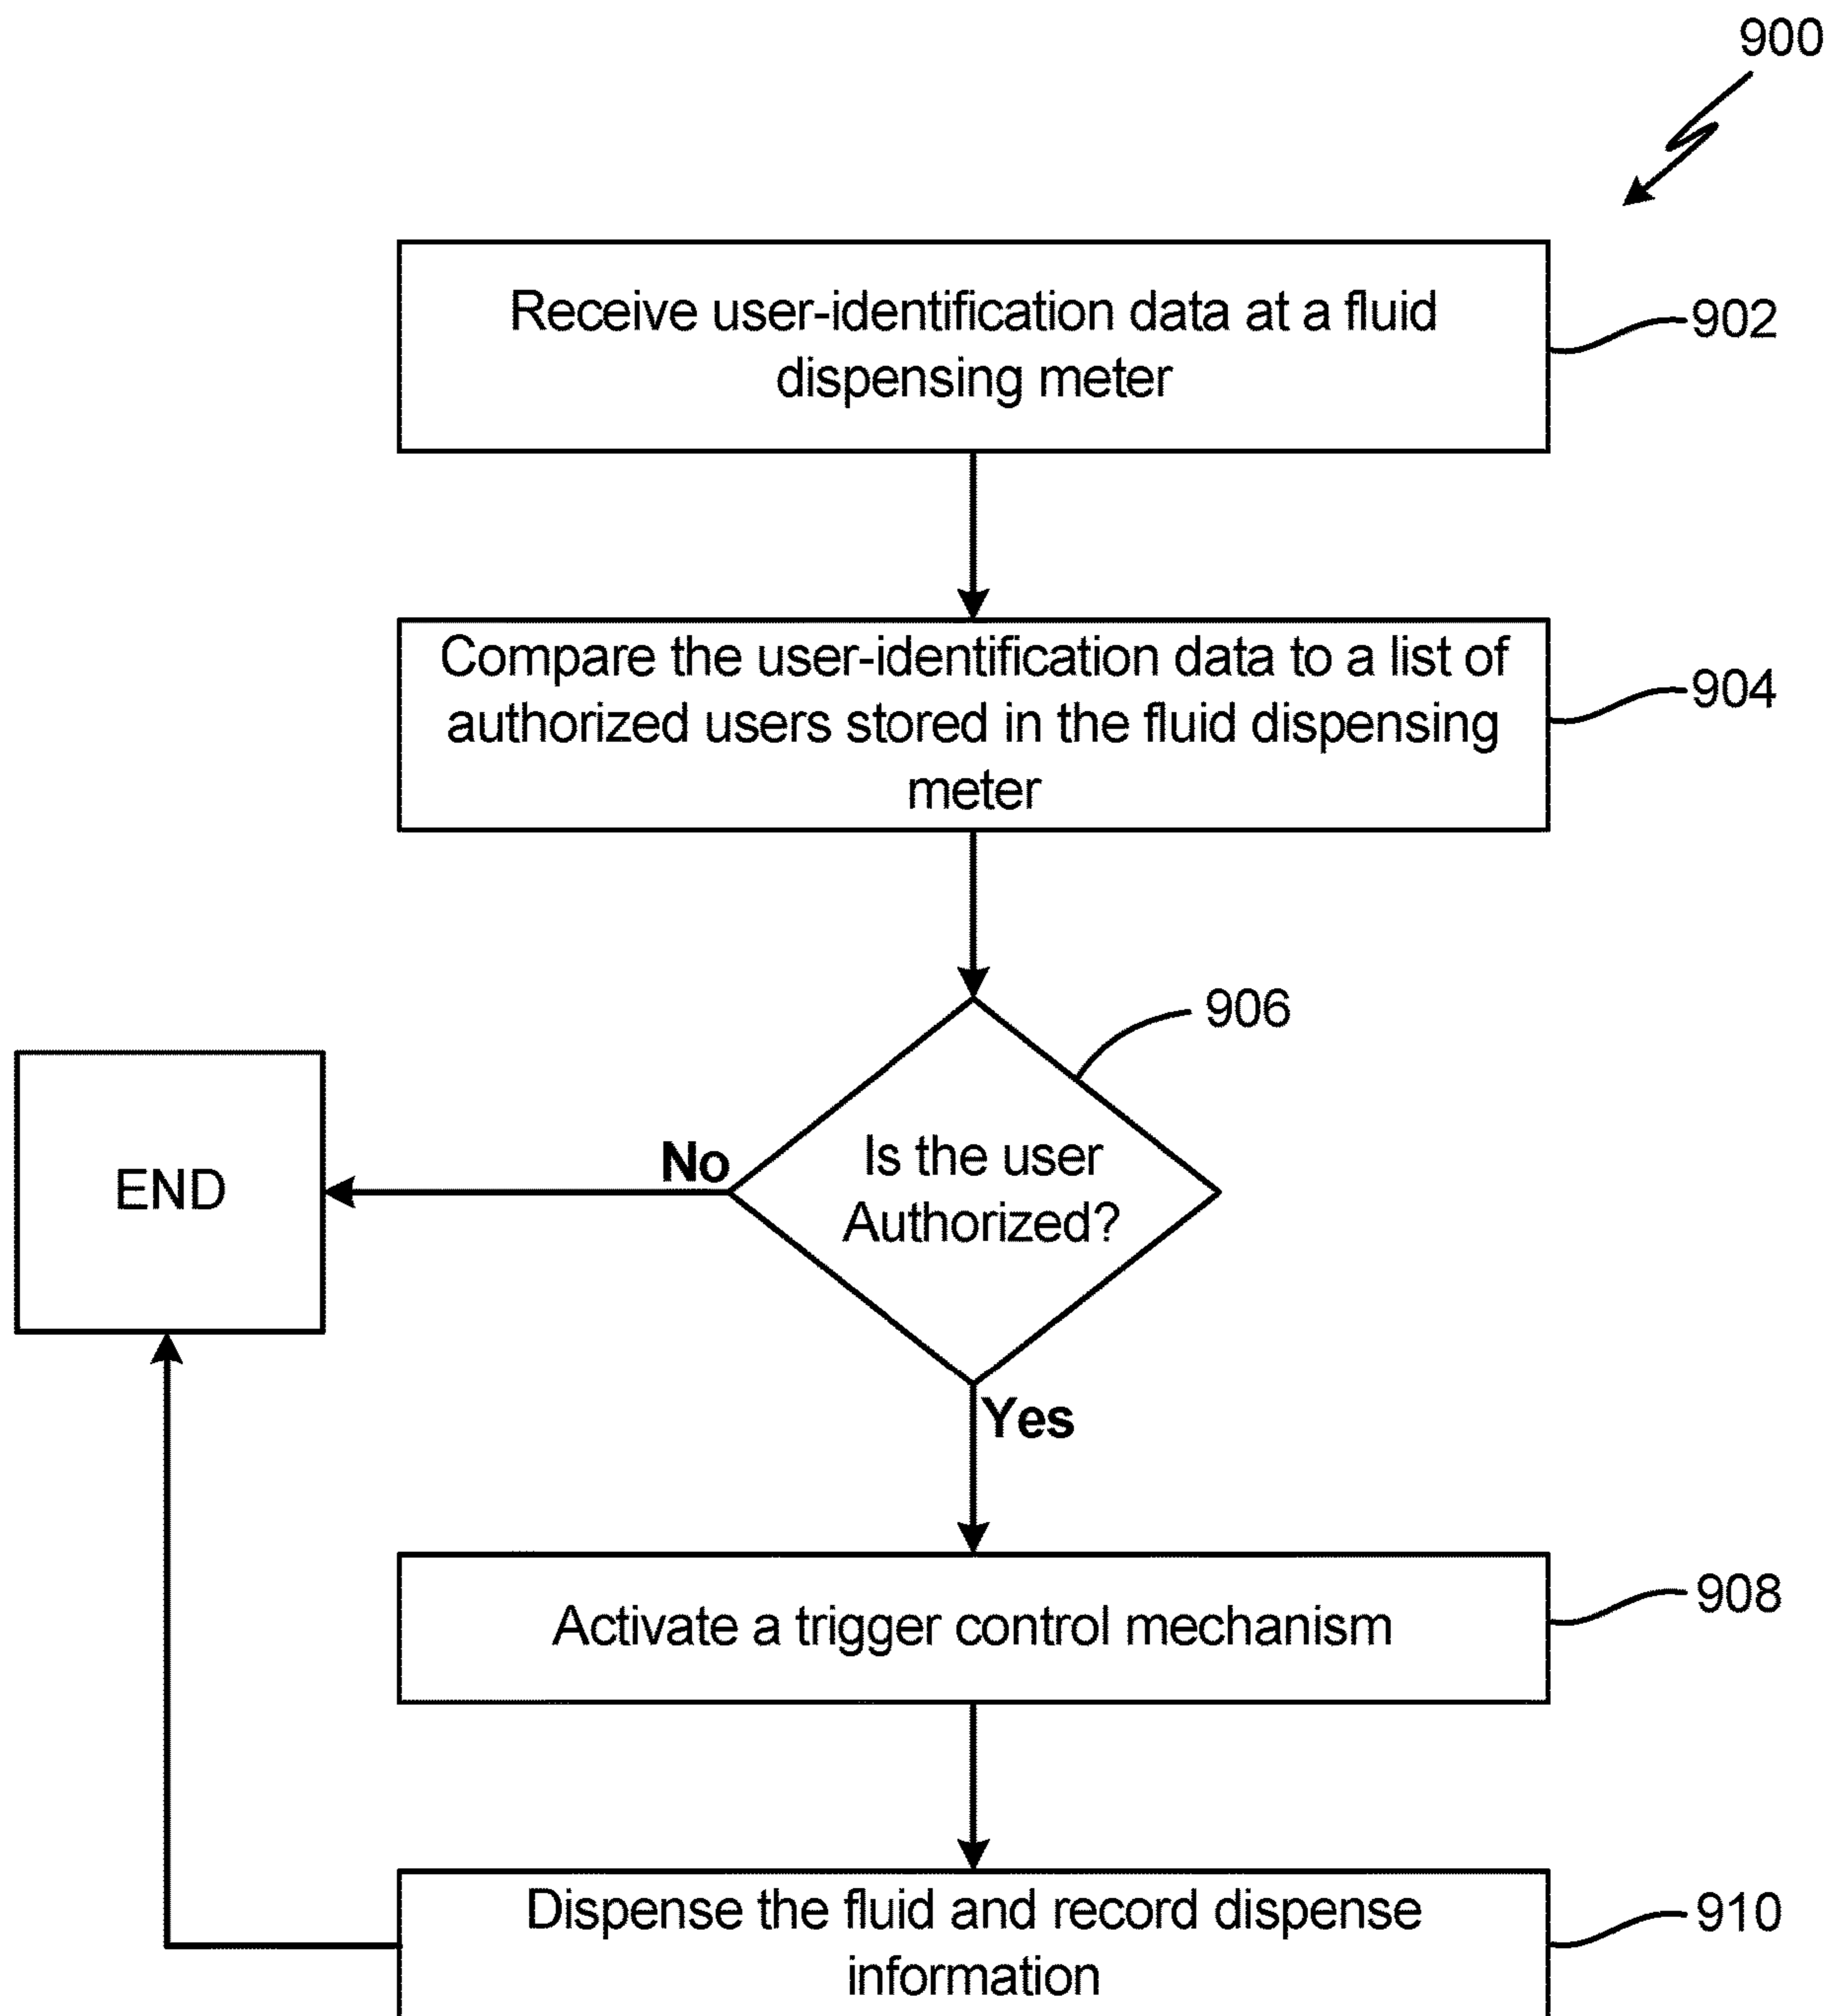 900
Receive user-identification data at a fluid
dispensing meter
902
Compare the user-identification data to a list of
authorized users stored in the fluid dispensing
meter
904
906
Is the user
Authorized?
No
END
Yes
Activate a trigger control mechanism
908
Dispense the fluid and record dispense
information
910